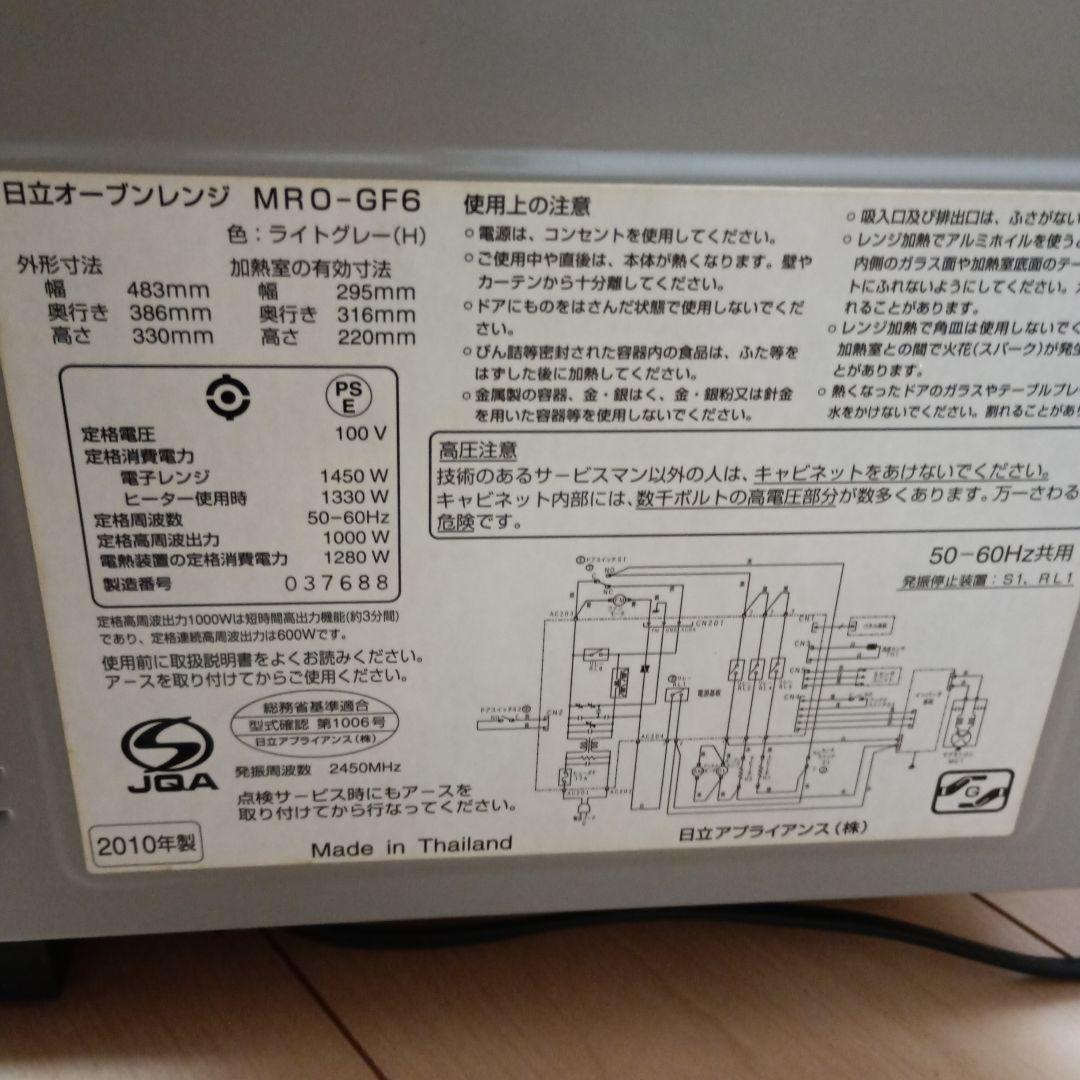 日立オーブンレンジ MRO-GF6
色：ライトグレー(H)
外形寸法
幅 483mm
奥行き 386mm
高さ 330mm
加熱室の有効寸法
幅 295mm
奥行き 316mm
高さ 220mm
PS
E
定格電圧 100 V
定格消費電力
電子レンジ 1450 W
ヒーター使用時 1330 W
定格周波数 50-60Hz
定格高周波出力 1000 W
電熱装置の定格消費電力 1280 W
製造番号 037688
定格高周波出力1000Wは短時間高出力機能(約3分間)
であり、定格連続高周波出力は600Wです。
使用前に取扱説明書をよくお読みください。
アースを取り付けてからご使用ください。
JQA
総務省基準適合
型式確認 第1006号
日立アプライアンス(株)
発振周波数 2450MHz
点検サービス時にもアースを
取り付けてから行なってください。
2010年製
Made in Thailand
使用上の注意
○電源は、コンセントを使用してください。
○ご使用中や直後は、本体が熱くなります。壁や
カーテンから十分離してください。
○ドアにものをはさんだ状態で使用しないでくだ
さい。
○びん詰等密封された容器内の食品は、ふた等を
はずした後に加熱してください。
○金属製の容器、金・銀はく、金・銀粉又は針金
を用いた容器等を使用しないでください。
○吸入口及び排出口は、ふさがない
○レンジ加熱でアルミホイルを使う
内側のガラス面や加熱室底面のテー
トにふれないようにしてください。
れることがあります。
○レンジ加熱で角皿は使用しないでく
加熱室との間で火花(スパーク)が発生
とがあります。
○熱くなったドアのガラスやテーブルプレー
水をかけないでください。割れることがあ
高圧注意
技術のあるサービスマン以外の人は、キャビネットをあけないでください。
キャビネット内部には、数千ボルトの高電圧部分が数多くあります。万一さわる
危険です。
50-60Hz共用
発振停止装置：S1、RL1
ドアスイッチS1
NO
C
NC
AC203
CN201
CN2
RL1
電源基板
AC204
AC201
G
日立アプライアンス(株)